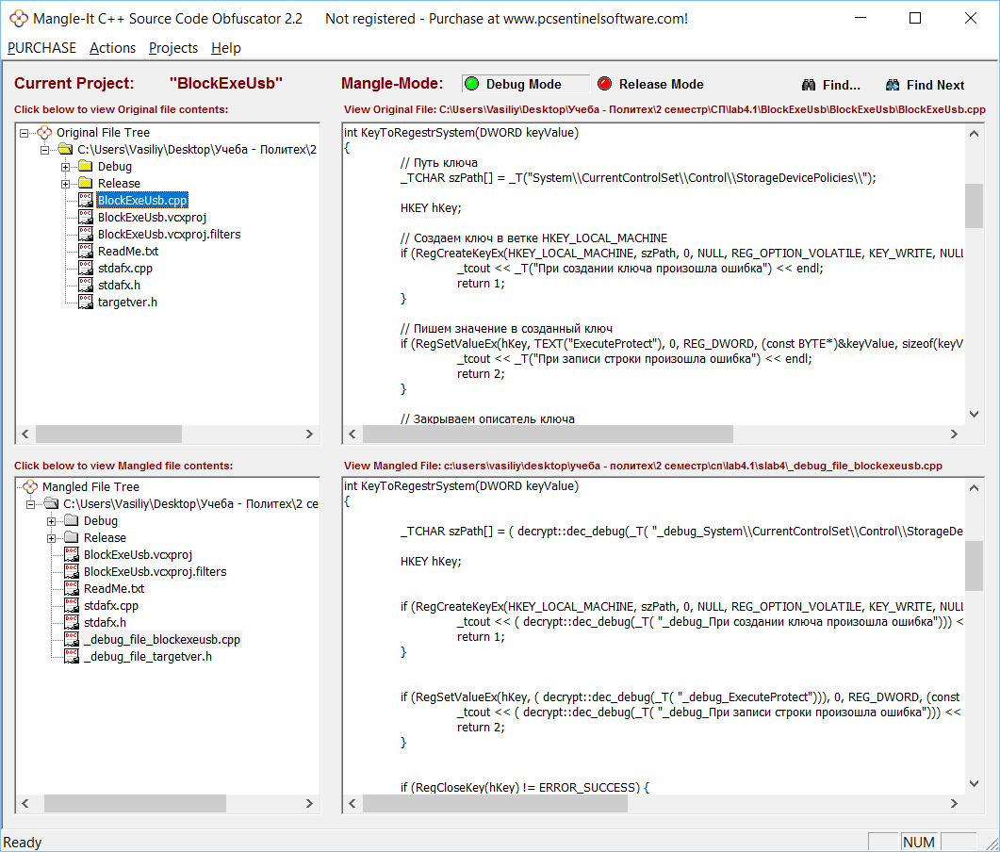 Mangle-It C++ Source Code Obfuscator 2.2 Not registered - Purchase at www.pcsentinelsoftware.com!
PURCHASE Actions Projects Help
Current Project: "BlockExeUsb" Mangle-Mode: Debug Mode Release Mode Find... Find Next
Click below to view Original file contents:
Original File Tree
C:\Users\Vasiliy\Desktop\Учеба - Политех\2
Debug
Release
BlockExeUsb.cpp
BlockExeUsb.vcxproj
BlockExeUsb.vcxproj.filters
ReadMe.txt
stdafx.cpp
stdafx.h
targetver.h
View Original File: C:\Users\Vasiliy\Desktop\Учеба - Политех\2 семестр\СП\lab4.1\BlockExeUsb\BlockExeUsb\BlockExeUsb.cpp
int KeyToRegestrSystem(DWORD keyValue)
{
// Путь ключа
_TCHAR szPath[] = _T("System\\CurrentControlSet\\Control\\StorageDevicePolicies\\");
HKEY hKey;
// Создаем ключ в ветке HKEY_LOCAL_MACHINE
if (RegCreateKeyEx(HKEY_LOCAL_MACHINE, szPath, 0, NULL, REG_OPTION_VOLATILE, KEY_WRITE, NULL
_tcout << _T("При создании ключа произошла ошибка") << endl;
return 1;
}
// Пишем значение в созданный ключ
if (RegSetValueEx(hKey, TEXT("ExecuteProtect"), 0, REG_DWORD, (const BYTE*)&keyValue, sizeof(keyV
_tcout << _T("При записи строки произошла ошибка") << endl;
return 2;
}
// Закрываем описатель ключа
Click below to view Mangled file contents:
Mangled File Tree
C:\Users\Vasiliy\Desktop\Учеба - Политех\2 се
Debug
Release
BlockExeUsb.vcxproj
BlockExeUsb.vcxproj.filters
ReadMe.txt
stdafx.cpp
stdafx.h
_debug_file_blockexeusb.cpp
_debug_file_targetver.h
View Mangled File: c:\users\vasiliy\desktop\учеба - политех\2 семестр\сп\lab4.1\slab4\_debug_file_blockexeusb.cpp
int KeyToRegestrSystem(DWORD keyValue)
{
_TCHAR szPath[] = ( decrypt::dec_debug(_T( "_debug_System\\CurrentControlSet\\Control\\StorageDe
HKEY hKey;
if (RegCreateKeyEx(HKEY_LOCAL_MACHINE, szPath, 0, NULL, REG_OPTION_VOLATILE, KEY_WRITE, NULL
_tcout << ( decrypt::dec_debug(_T( "_debug_При создании ключа произошла ошибка"))) <
return 1;
}
if (RegSetValueEx(hKey, ( decrypt::dec_debug(_T( "_debug_ExecuteProtect"))), 0, REG_DWORD, (const
_tcout << ( decrypt::dec_debug(_T( "_debug_При записи строки произошла ошибка"))) <<
return 2;
}
if (RegCloseKey(hKey) != ERROR_SUCCESS) {
Ready NUM